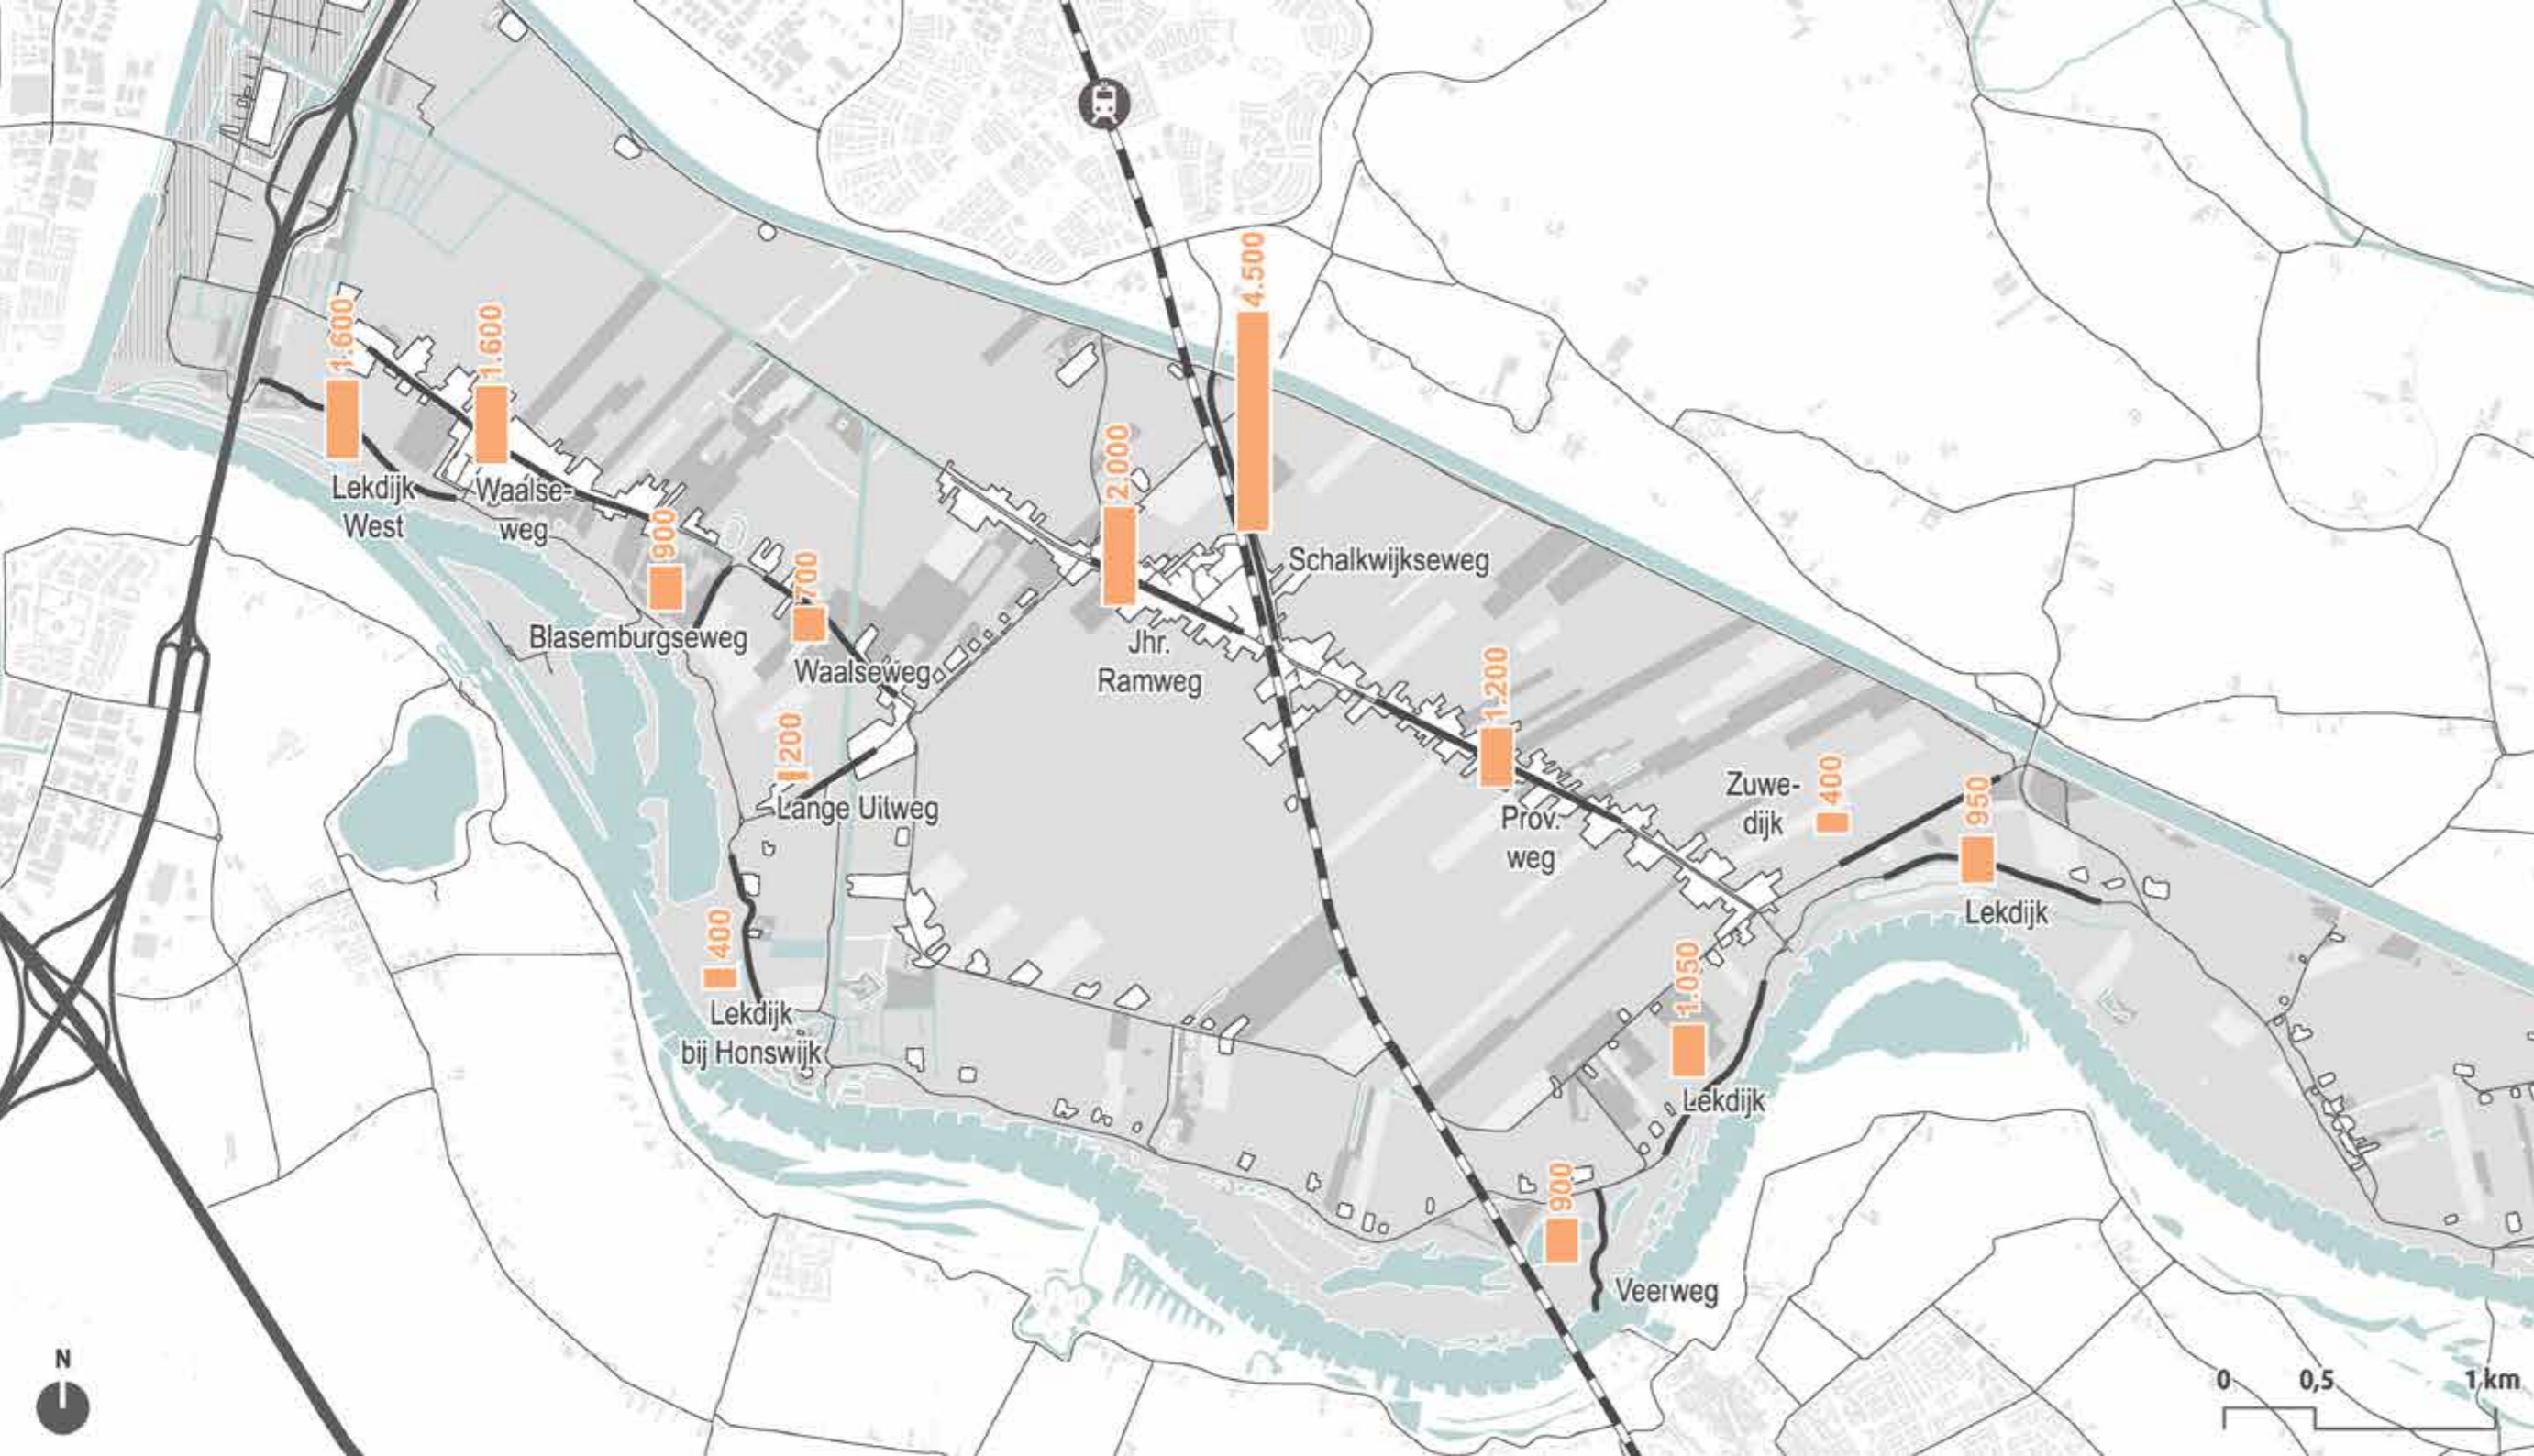 4.500
1.600
1.600
Lekdijk
West
Waalse-
weg
900
Blasemburgseweg
700
Waalseweg
2.000
Jhr.
Ramweg
Schalkwijkseweg
200
Lange Uitweg
1.200
Prov.
weg
Zuwe-
dijk
400
950
Lekdijk
400
Lekdijk
bij Honswijk
1.050
Lekdijk
900
Veerweg
N
0 0,5 1 km